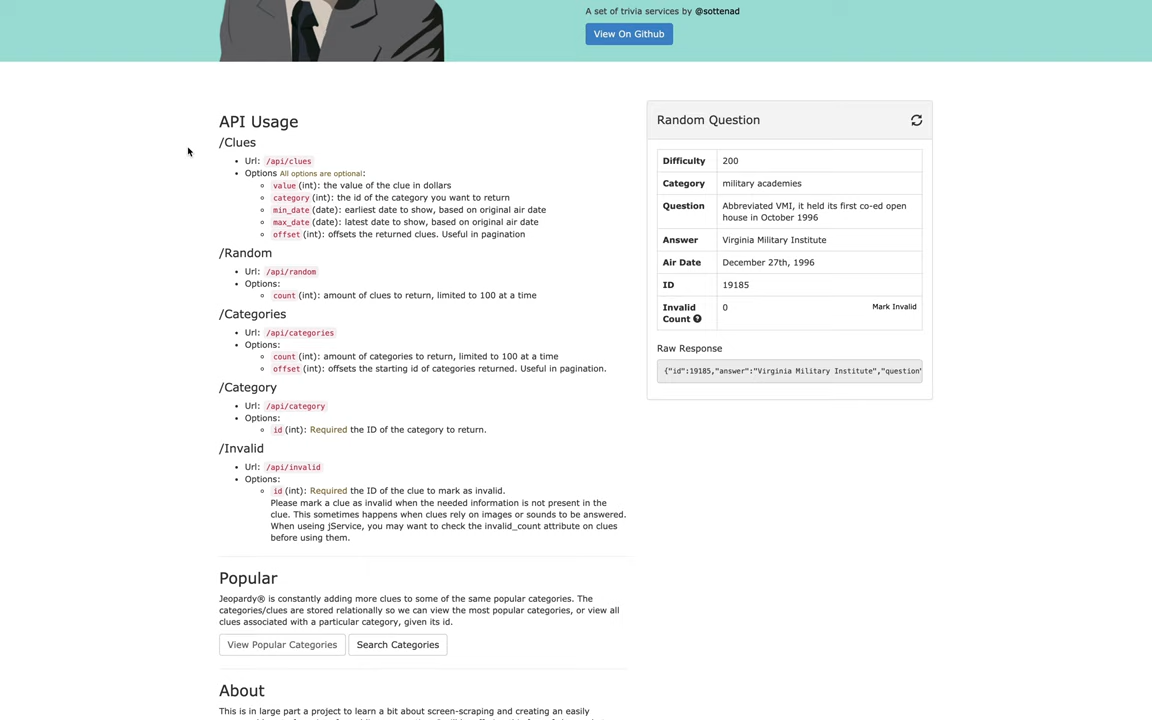 A set of trivia services by @sottenad
View On Github
API Usage
/Clues
Url: /api/clues
Options All options are optional:
value (int): the value of the clue in dollars
category (int): the id of the category you want to return
min_date (date): earliest date to show, based on original air date
max_date (date): latest date to show, based on original air date
offset (int): offsets the returned clues. Useful in pagination
/Random
Url: /api/random
Options:
count (int): amount of clues to return, limited to 100 at a time
/Categories
Url: /api/categories
Options:
count (int): amount of categories to return, limited to 100 at a time
offset (int): offsets the starting id of categories returned. Useful in pagination.
/Category
Url: /api/category
Options:
id (int): Required the ID of the category to return.
/Invalid
Url: /api/invalid
Options:
id (int): Required the ID of the clue to mark as invalid.
Please mark a clue as invalid when the needed information is not present in the
clue. This sometimes happens when clues rely on images or sounds to be answered.
When useing jService, you may want to check the invalid_count attribute on clues
before using them.
Popular
Jeopardy® is constantly adding more clues to some of the same popular categories. The
categories/clues are stored relationally so we can view the most popular categories, or view all
clues associated with a particular category, given its id.
View Popular Categories Search Categories
About
This is in large part a project to learn a bit about screen-scraping and creating an easily
Random Question
Difficulty 200
Category military academies
Question Abbreviated VMI, it held its first co-ed open
house in October 1996
Answer Virginia Military Institute
Air Date December 27th, 1996
ID 19185
Invalid 0 Mark Invalid
Count
Raw Response
{"id":19185,"answer":"Virginia Military Institute","question"